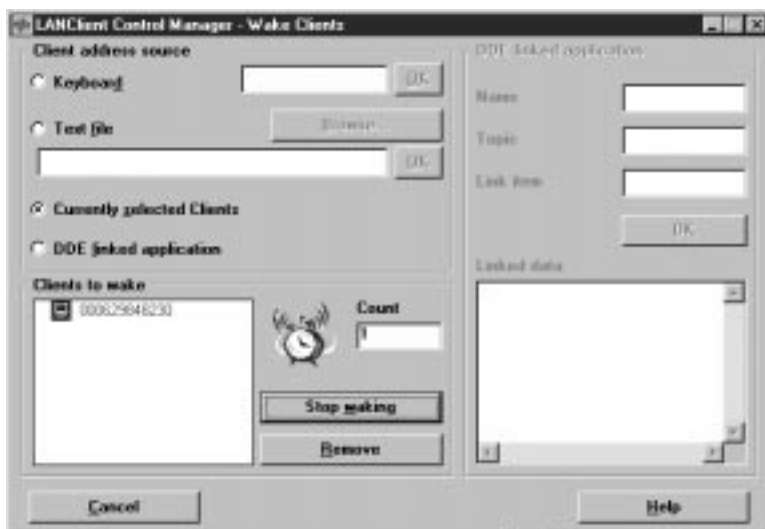 LANClient Control Manager - Wake Clients
Client address source
Keyboard
OK
Text file
Browse...
OK
Currently selected Clients
DDE linked application
Clients to wake
000629848230
Count
1
Stop waking
Remove
DDE linked application
Name
Topic
Link item
OK
Linked data
Cancel
Help